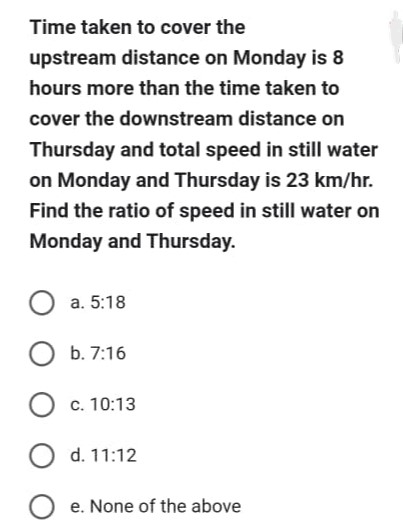 Time taken to cover the
upstream distance on Monday is 8
hours more than the time taken to
cover the downstream distance on
Thursday and total speed in still water
on Monday and Thursday is 23 km/hr.
Find the ratio of speed in still water on
Monday and Thursday.
a. 5:18
b. 7:16
c. 10:13
d. 11:12
e. None of the above